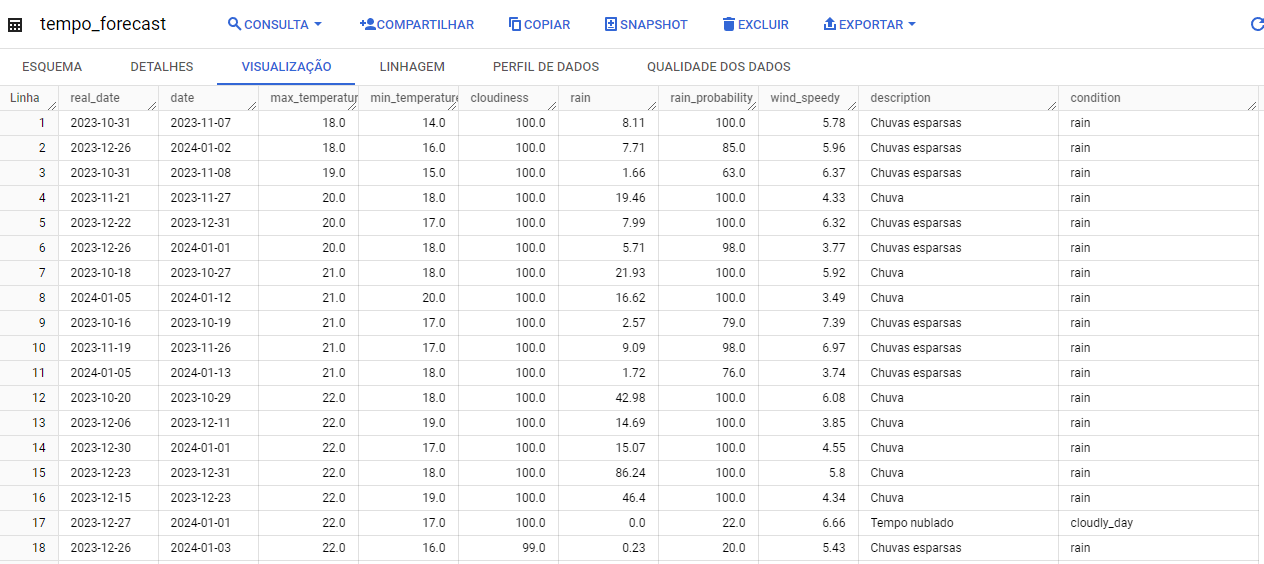 tempo_forecast CONSULTA COMPARTILHAR COPIAR SNAPSHOT EXCLUIR EXPORTAR
ESQUEMA DETALHES VISUALIZAÇÃO LINHAGEM PERFIL DE DADOS QUALIDADE DOS DADOS
Linha real_date date max_temperatur min_temperature cloudiness rain rain_probability wind_speedy description condition
1 2023-10-31 2023-11-07 18.0 14.0 100.0 8.11 100.0 5.78 Chuvas esparsas rain
2 2023-12-26 2024-01-02 18.0 16.0 100.0 7.71 85.0 5.96 Chuvas esparsas rain
3 2023-10-31 2023-11-08 19.0 15.0 100.0 1.66 63.0 6.37 Chuvas esparsas rain
4 2023-11-21 2023-11-27 20.0 18.0 100.0 19.46 100.0 4.33 Chuva rain
5 2023-12-22 2023-12-31 20.0 17.0 100.0 7.99 100.0 6.32 Chuvas esparsas rain
6 2023-12-26 2024-01-01 20.0 18.0 100.0 5.71 98.0 3.77 Chuvas esparsas rain
7 2023-10-18 2023-10-27 21.0 18.0 100.0 21.93 100.0 5.92 Chuva rain
8 2024-01-05 2024-01-12 21.0 20.0 100.0 16.62 100.0 3.49 Chuva rain
9 2023-10-16 2023-10-19 21.0 17.0 100.0 2.57 79.0 7.39 Chuvas esparsas rain
10 2023-11-19 2023-11-26 21.0 17.0 100.0 9.09 98.0 6.97 Chuvas esparsas rain
11 2024-01-05 2024-01-13 21.0 18.0 100.0 1.72 76.0 3.74 Chuvas esparsas rain
12 2023-10-20 2023-10-29 22.0 18.0 100.0 42.98 100.0 6.08 Chuva rain
13 2023-12-06 2023-12-11 22.0 19.0 100.0 14.69 100.0 3.85 Chuva rain
14 2023-12-30 2024-01-01 22.0 17.0 100.0 15.07 100.0 4.55 Chuva rain
15 2023-12-23 2023-12-31 22.0 18.0 100.0 86.24 100.0 5.8 Chuva rain
16 2023-12-15 2023-12-23 22.0 19.0 100.0 46.4 100.0 4.34 Chuva rain
17 2023-12-27 2024-01-01 22.0 17.0 100.0 0.0 22.0 6.66 Tempo nublado cloudly_day
18 2023-12-26 2024-01-03 22.0 16.0 99.0 0.23 20.0 5.43 Chuvas esparsas rain